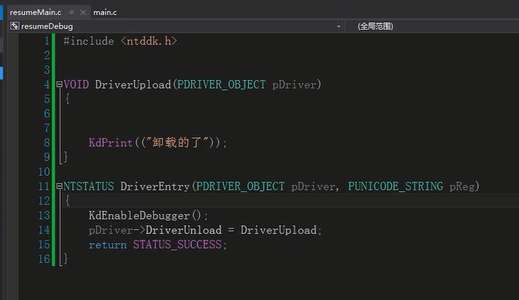 resumeMain.c main.c
resumeDebug (全局范围)
1 #include <ntddk.h>
2
3
4 VOID DriverUpload(PDRIVER_OBJECT pDriver)
5 {
6
7
8 KdPrint(("卸载的了"));
9 }
10
11 NTSTATUS DriverEntry(PDRIVER_OBJECT pDriver, PUNICODE_STRING pReg)
12 {
13 KdEnableDebugger();
14 pDriver->DriverUnload = DriverUpload;
15 return STATUS_SUCCESS;
16 }